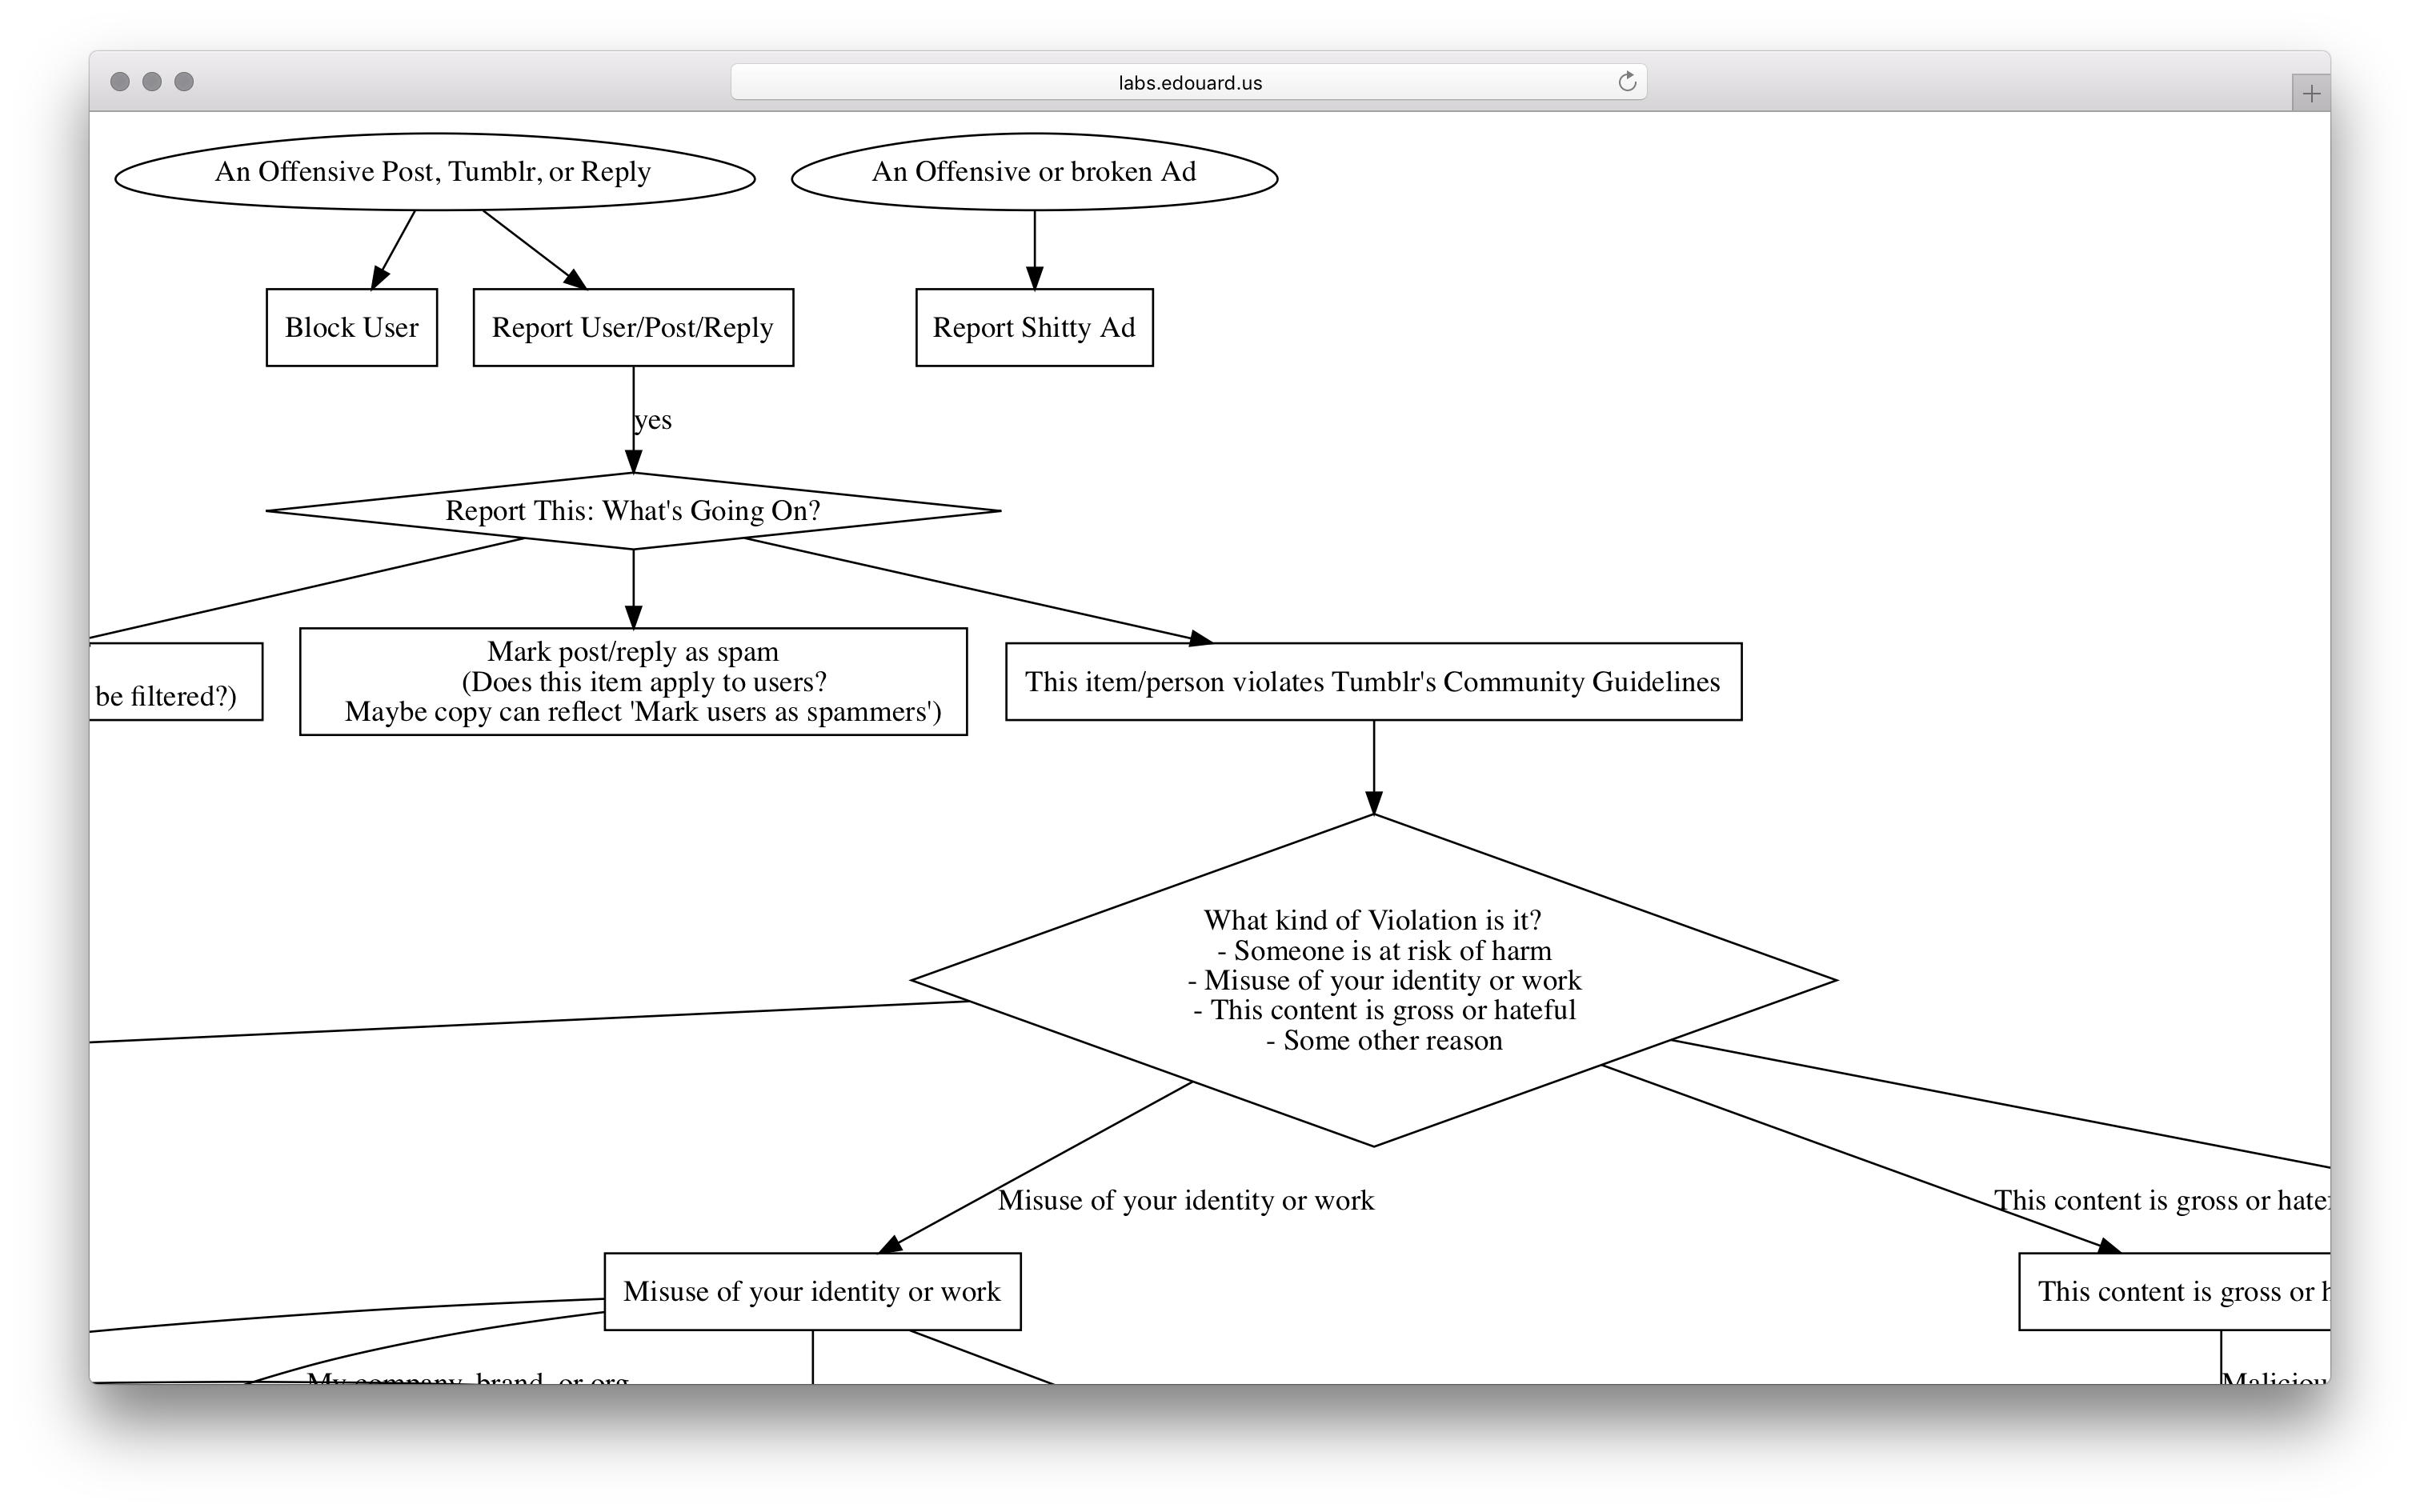 labs.edouard.us
An Offensive Post, Tumblr, or Reply
An Offensive or broken Ad
Block User
Report User/Post/Reply
Report Shitty Ad
yes
Report This: What's Going On?
be filtered?)
Mark post/reply as spam
(Does this item apply to users?
Maybe copy can reflect 'Mark users as spammers')
This item/person violates Tumblr's Community Guidelines
What kind of Violation is it?
- Someone is at risk of harm
- Misuse of your identity or work
- This content is gross or hateful
- Some other reason
Misuse of your identity or work
This content is gross or
Misuse of your identity or work
This content is gross or
My company, brand, or org